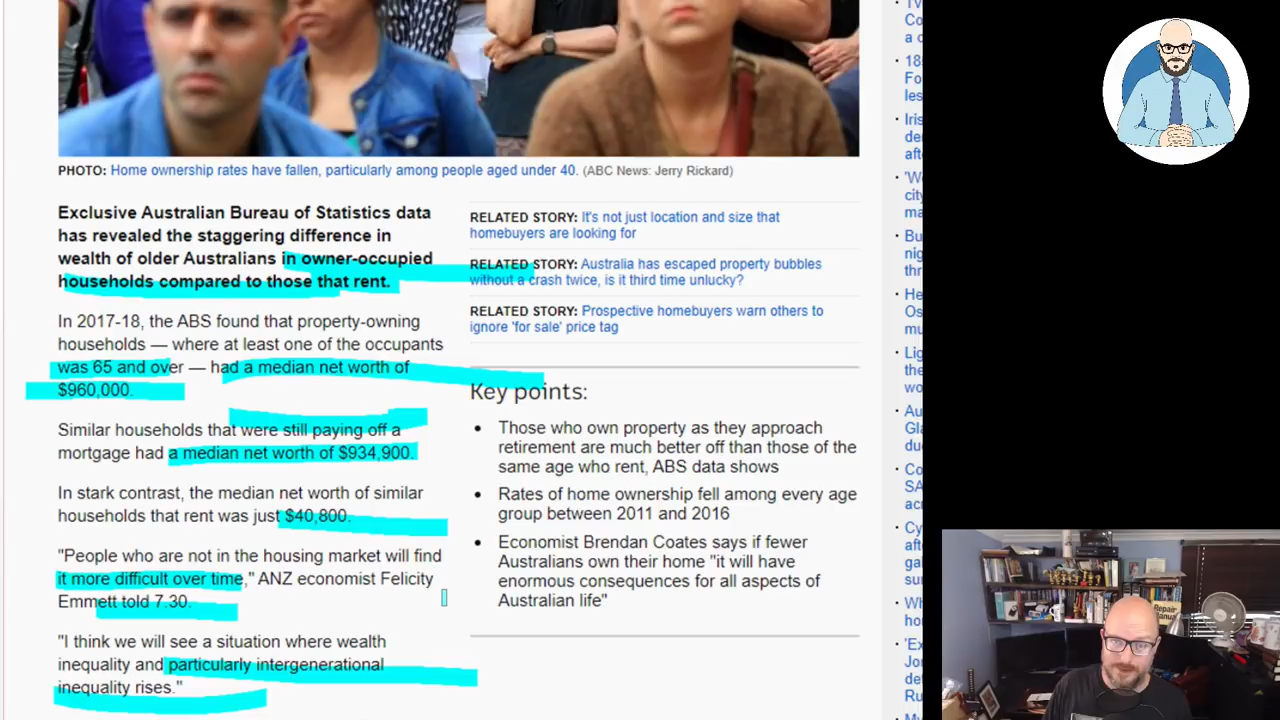 PHOTO: Home ownership rates have fallen, particularly among people aged under 40. (ABC News: Jerry Rickard)
Exclusive Australian Bureau of Statistics data
has revealed the staggering difference in
wealth of older Australians in owner-occupied
households compared to those that rent.
In 2017-18, the ABS found that property-owning
households — where at least one of the occupants
was 65 and over — had a median net worth of
$960,000.
Similar households that were still paying off a
mortgage had a median net worth of $934,900.
In stark contrast, the median net worth of similar
households that rent was just $40,800.
"People who are not in the housing market will find
it more difficult over time," ANZ economist Felicity
Emmett told 7.30.
"I think we will see a situation where wealth
inequality and particularly intergenerational
inequality rises."
RELATED STORY: It's not just location and size that
homebuyers are looking for
RELATED STORY: Australia has escaped property bubbles
without a crash twice, is it third time unlucky?
RELATED STORY: Prospective homebuyers warn others to
ignore 'for sale' price tag
Key points:
• Those who own property as they approach
retirement are much better off than those of the
same age who rent, ABS data shows
• Rates of home ownership fell among every age
group between 2011 and 2016
• Economist Brendan Coates says if fewer
Australians own their home "it will have
enormous consequences for all aspects of
Australian life"
Repair
Manual